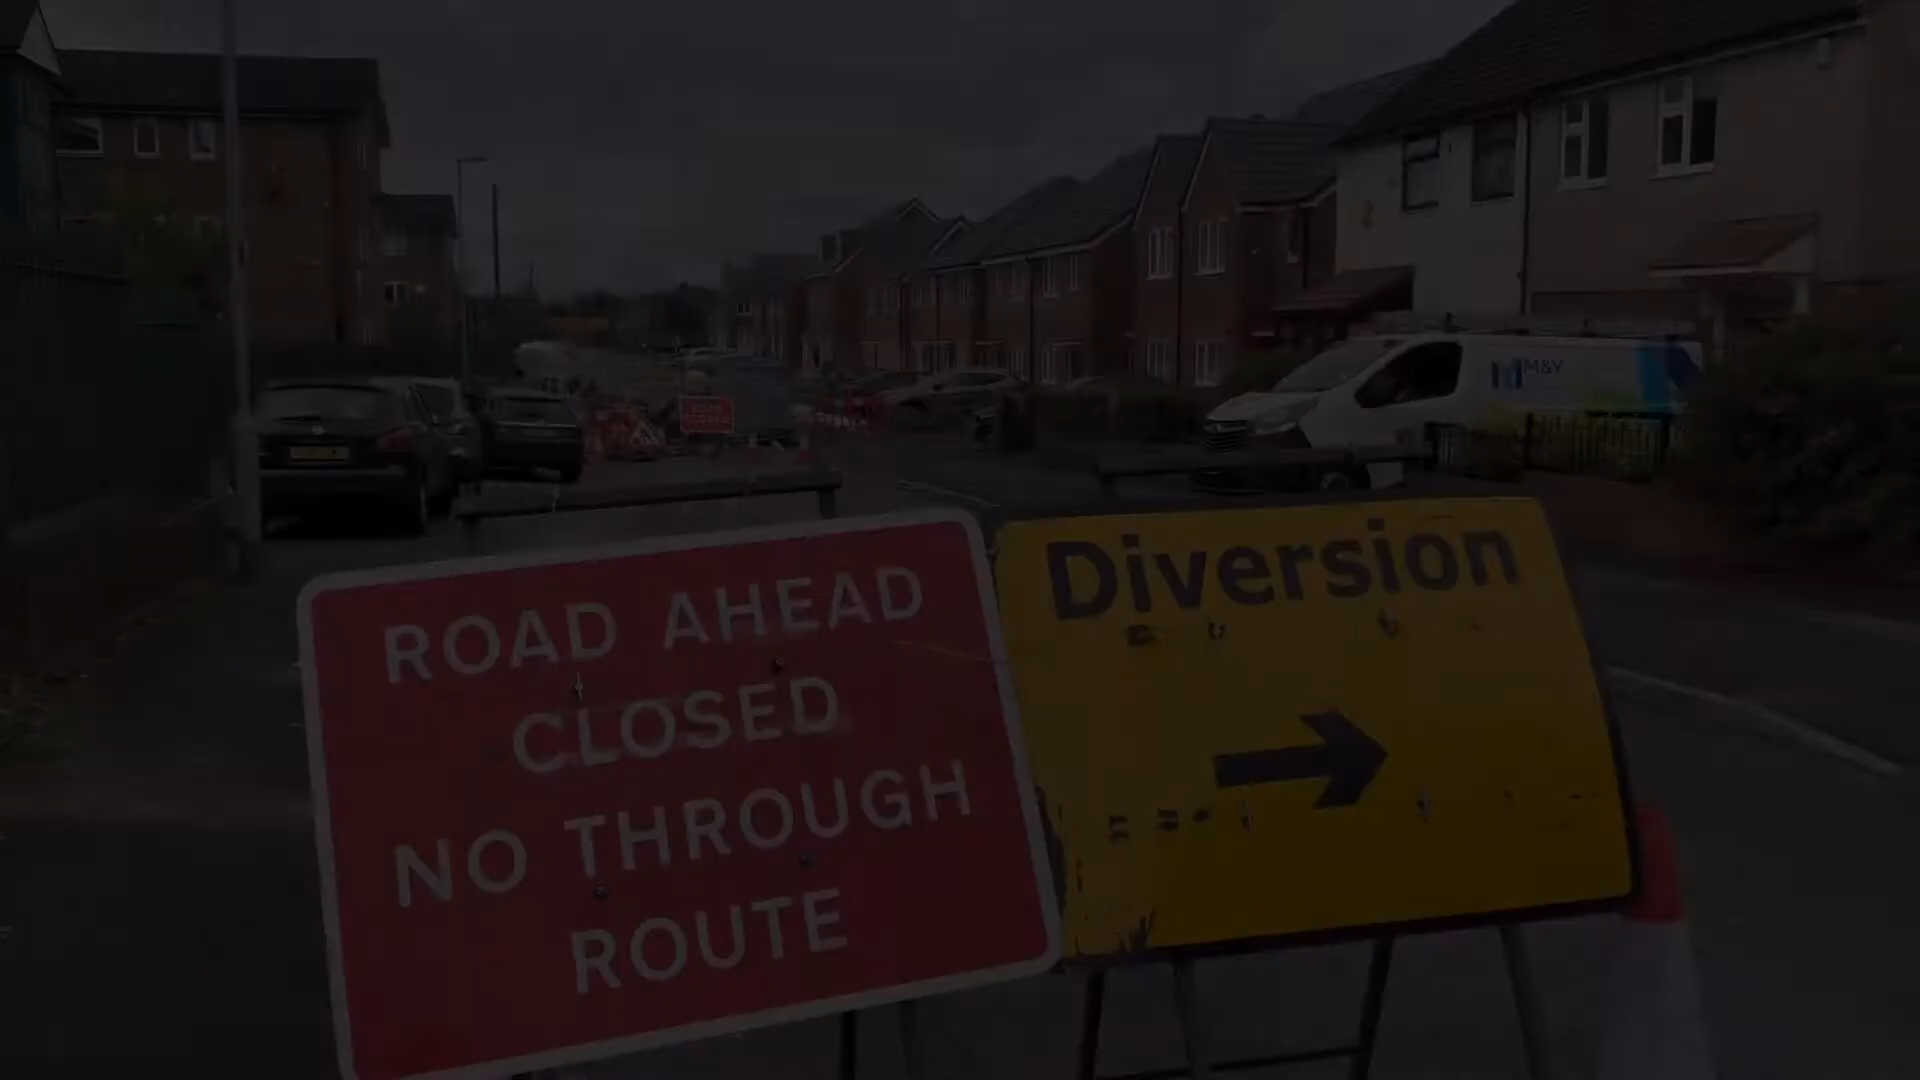 M&Y
ROAD AHEAD
CLOSED
NO THROUGH
ROUTE
Diversion